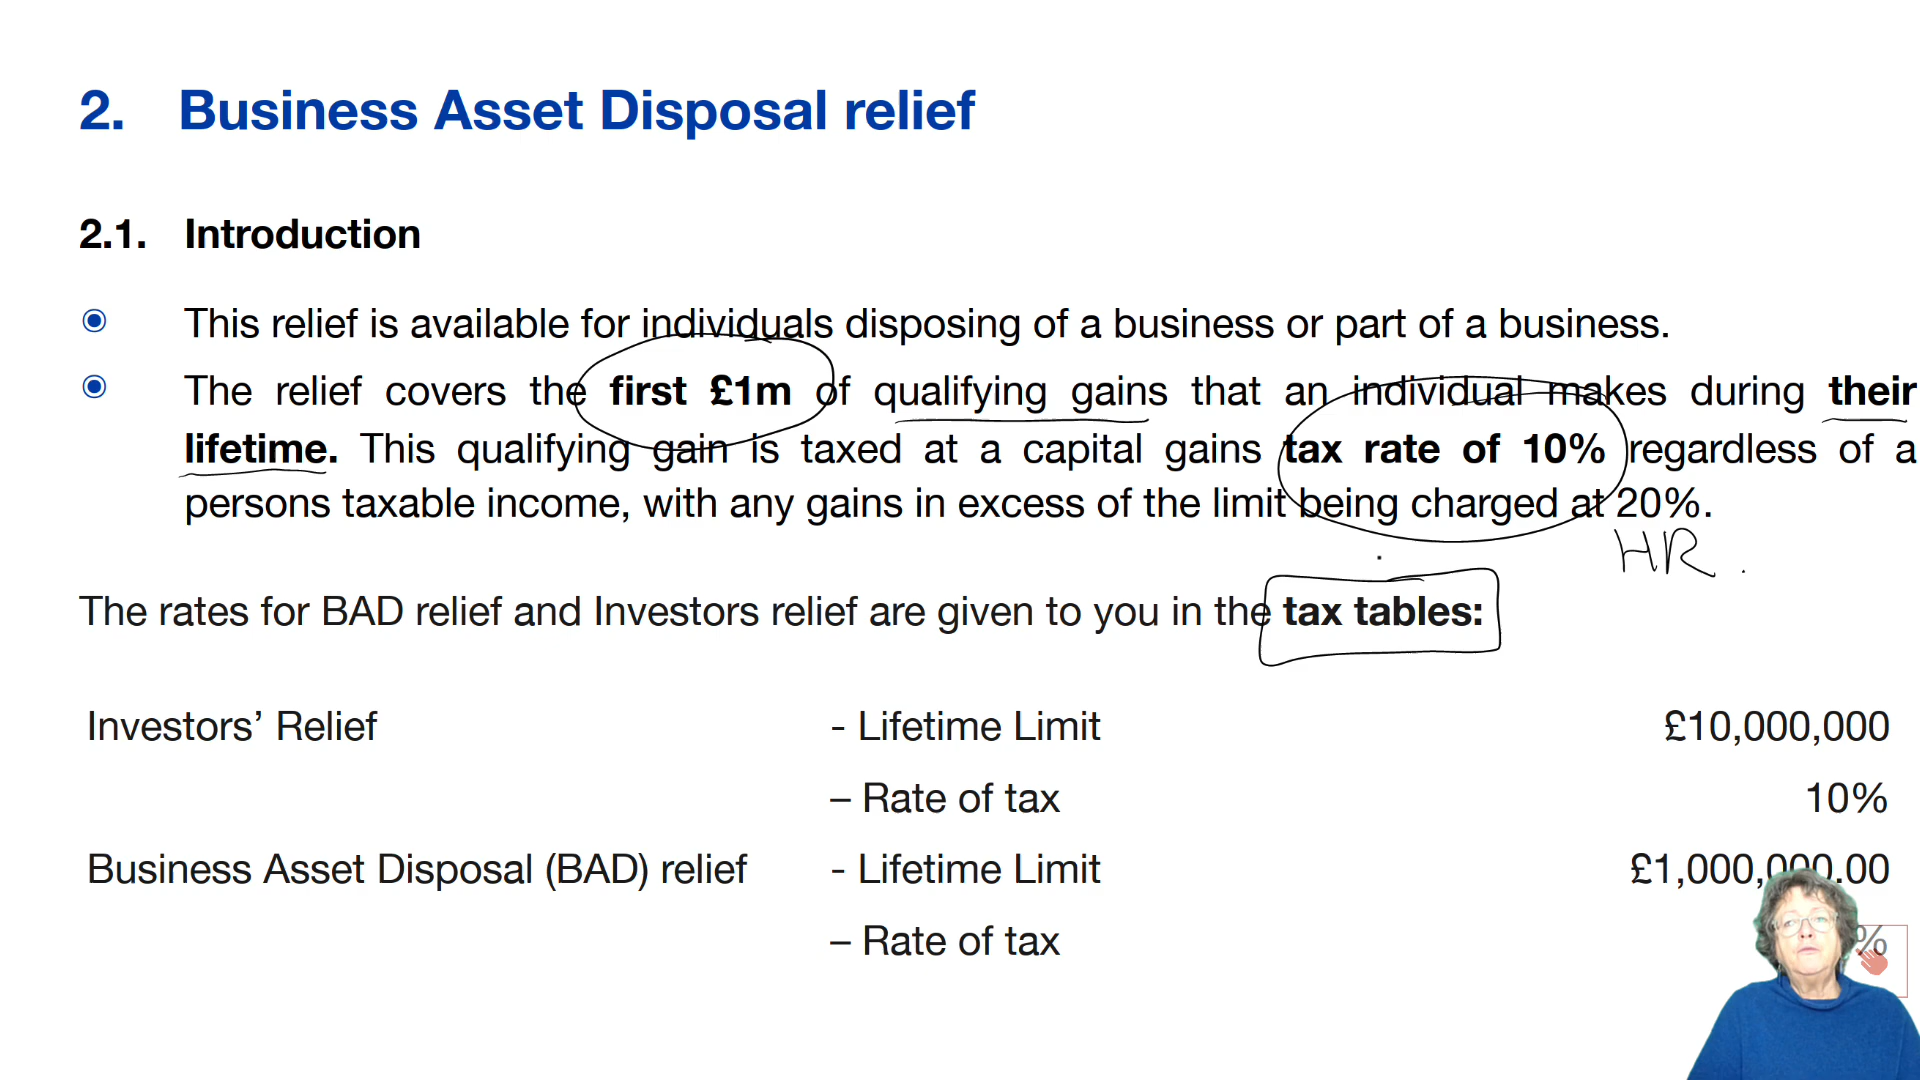 2. Business Asset Disposal relief
2.1. Introduction
This relief is available for individuals disposing of a business or part of a business.
The relief covers the first £1m of qualifying gains that an individual makes during their
lifetime. This qualifying gain is taxed at a capital gains tax rate of 10% regardless of a
persons taxable income, with any gains in excess of the limit being charged at 20%.
HR.
The rates for BAD relief and Investors relief are given to you in the tax tables:
Investors’ Relief - Lifetime Limit £10,000,000
– Rate of tax 10%
Business Asset Disposal (BAD) relief - Lifetime Limit £1,000,000.00
– Rate of tax %